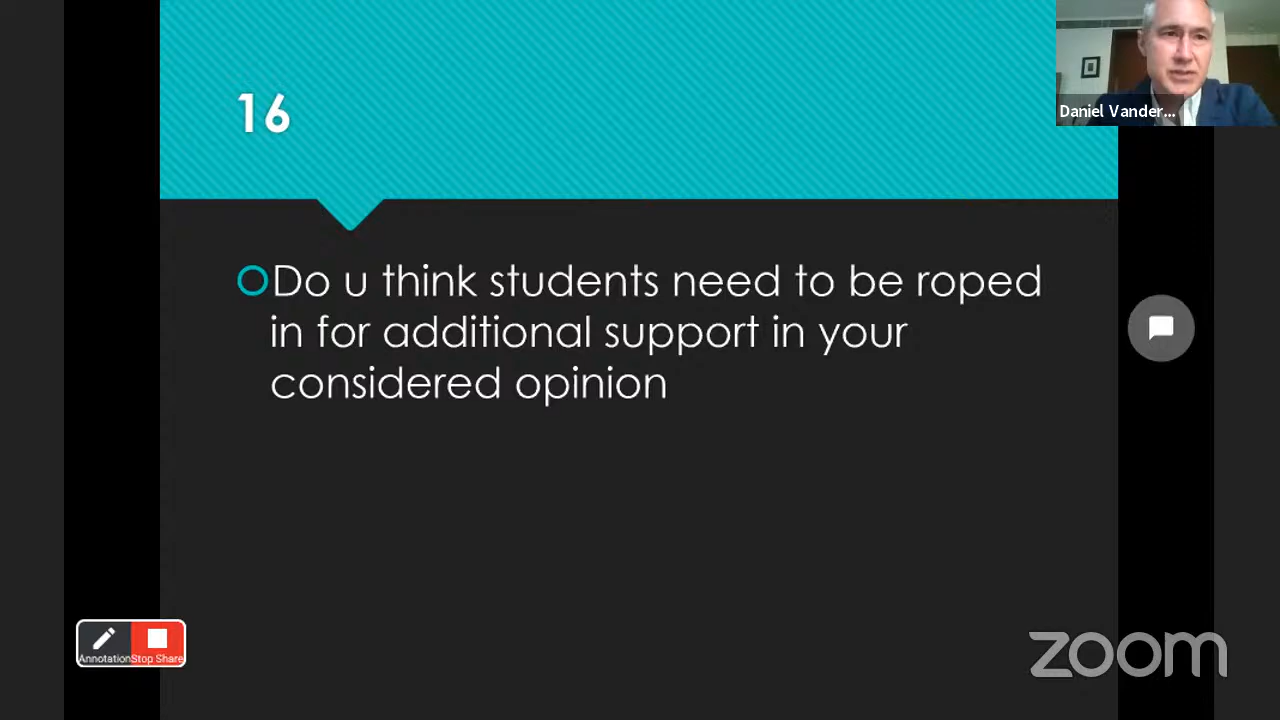 16
Daniel Vander...
Do u think students need to be roped
in for additional support in your
considered opinion
Annotation Stop Share
zoom